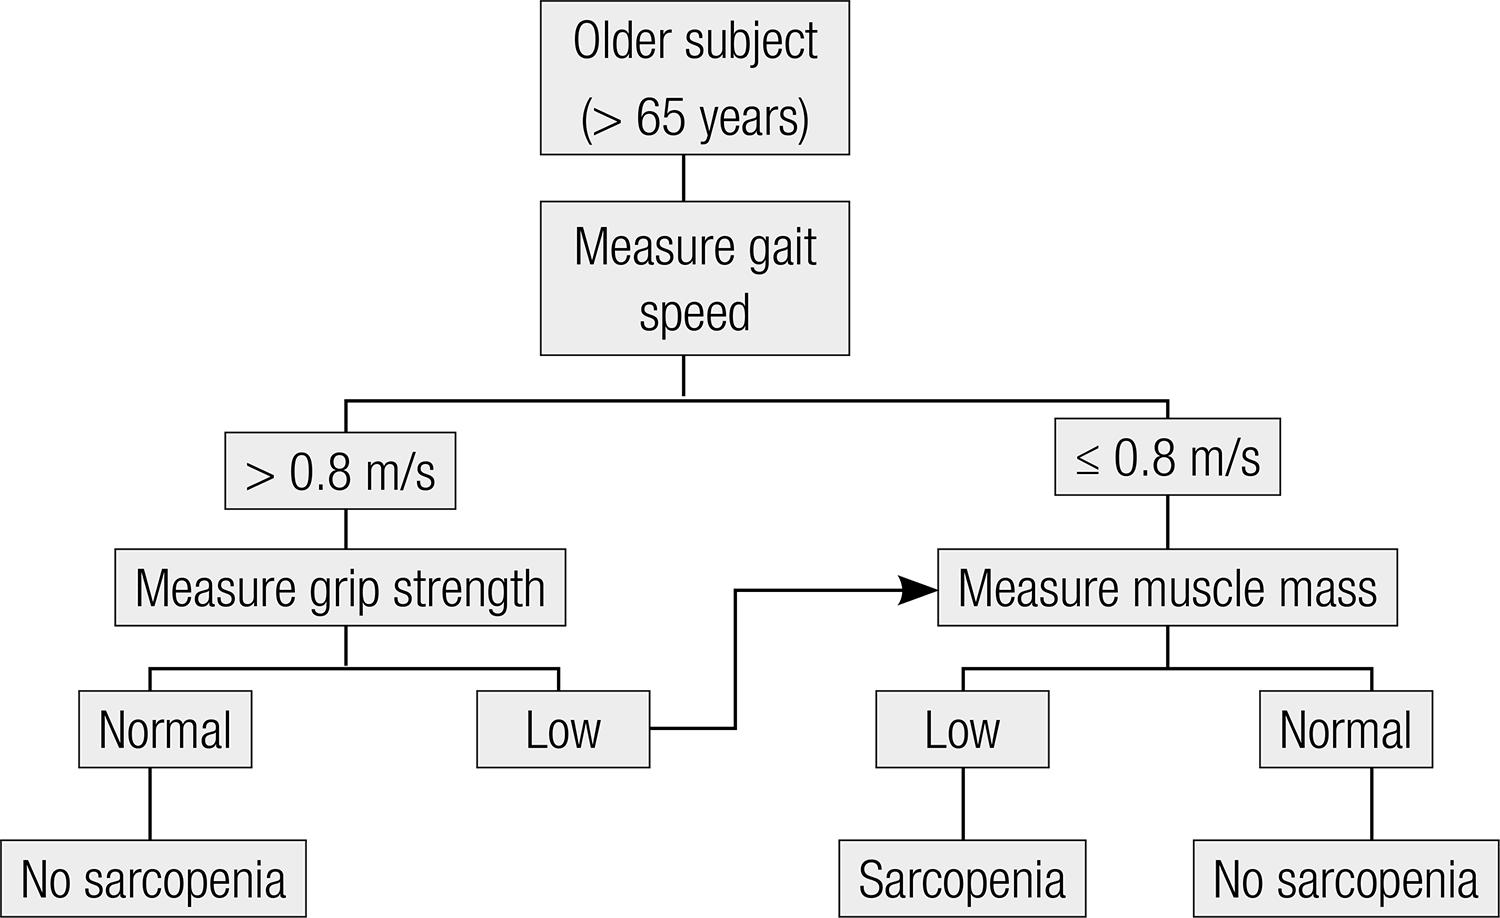 Older subject
(> 65 years)
Measure gait
speed
> 0.8 m/s
≤ 0.8 m/s
Measure grip strength
Measure muscle mass
Normal
Low
Low
Normal
No sarcopenia
Sarcopenia
No sarcopenia